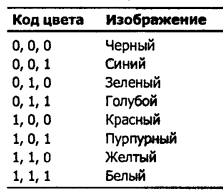 Код цвета Изображение
0, 0, 0 Черный
0, 0, 1 Синий
0, 1, 0 Зеленый
0, 1, 1 Голубой
1, 0, 0 Красный
1, 0, 1 Пурпурный
1, 1, 0 Желтый
1, 1, 1 Белый